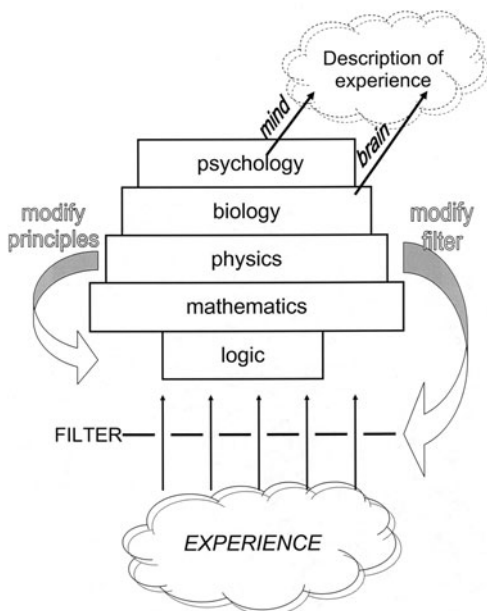 Description of
experience
mind
brain
psychology
biology
modify
principles
modify
filter
physics
mathematics
logic
FILTER
EXPERIENCE